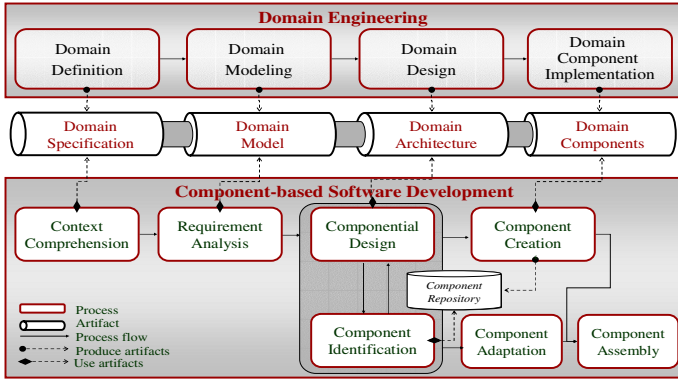 Domain Engineering
Domain
Definition
Domain
Modeling
Domain
Design
Domain
Component
Implementation
Domain
Specification
Domain
Model
Domain
Architecture
Domain
Components
Component-based Software Development
Context
Comprehension
Requirement
Analysis
Componential
Design
Component
Creation
Component
Repository
Component
Identification
Component
Adaptation
Component
Assembly
Process
Artifact
Process flow
Produce artifacts
Use artifacts